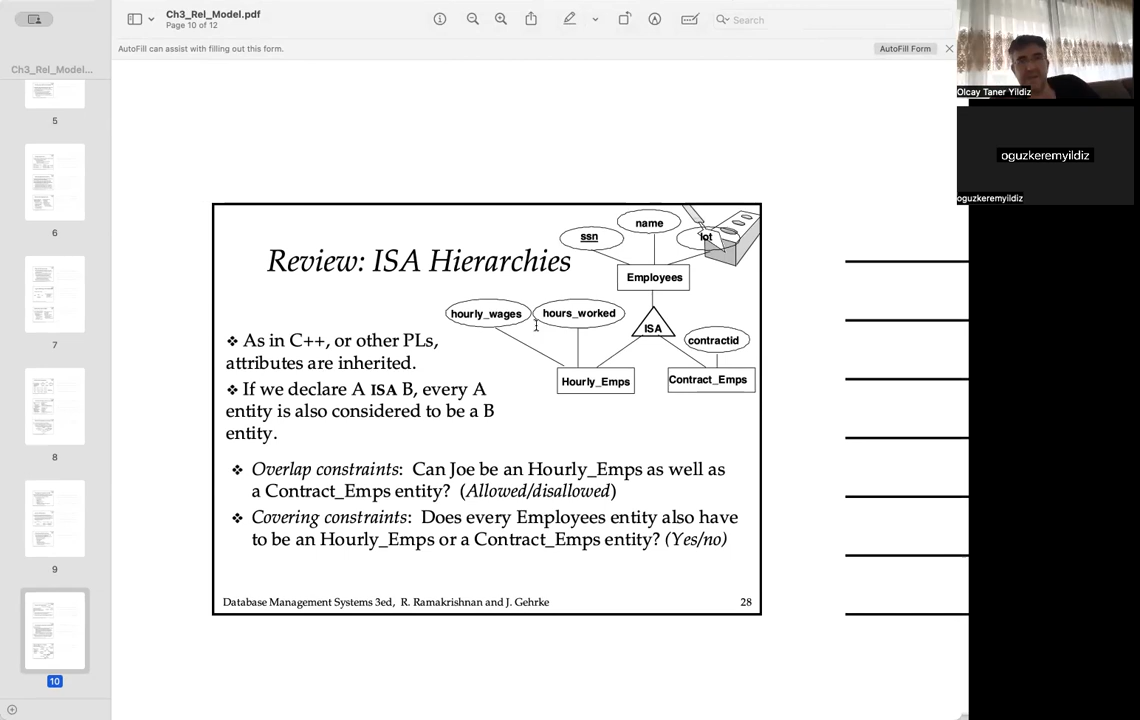 Ch3_Rel_Model.pdf
Page 10 of 12
Search
AutoFill can assist with filling out this form.
AutoFill Form
Ch3_Rel_Model...
5
6
7
8
9
10
Review: ISA Hierarchies
name
ssn
lot
Employees
hourly_wages
hours_worked
ISA
contractid
Hourly_Emps
Contract_Emps
❖ As in C++, or other PLs,
attributes are inherited.
❖ If we declare A ISA B, every A
entity is also considered to be a B
entity.
❖ Overlap constraints: Can Joe be an Hourly_Emps as well as
a Contract_Emps entity? (Allowed/disallowed)
❖ Covering constraints: Does every Employees entity also have
to be an Hourly_Emps or a Contract_Emps entity? (Yes/no)
Database Management Systems 3ed, R. Ramakrishnan and J. Gehrke
28
Olcay Taner Yildiz
oguzkeremyildiz
oguzkeremyildiz